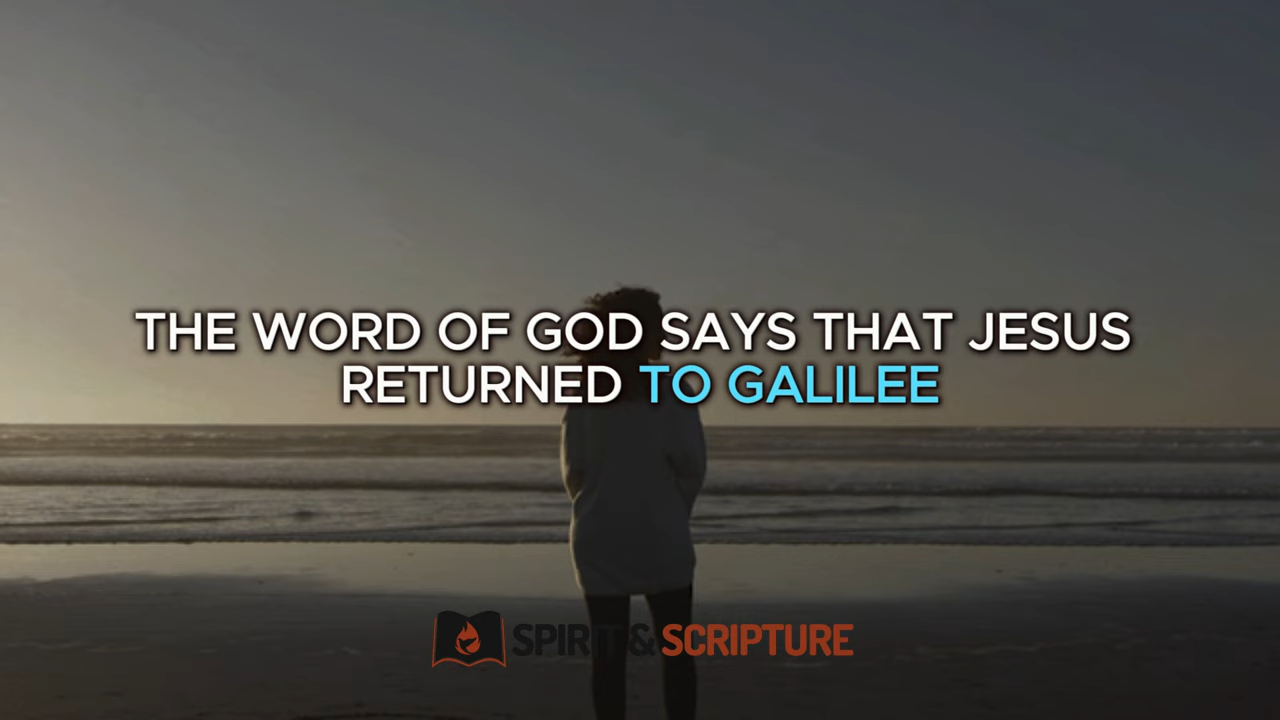 THE WORD OF GOD SAYS THAT JESUS
RETURNED TO GALILEE
SPIRIT & SCRIPTURE